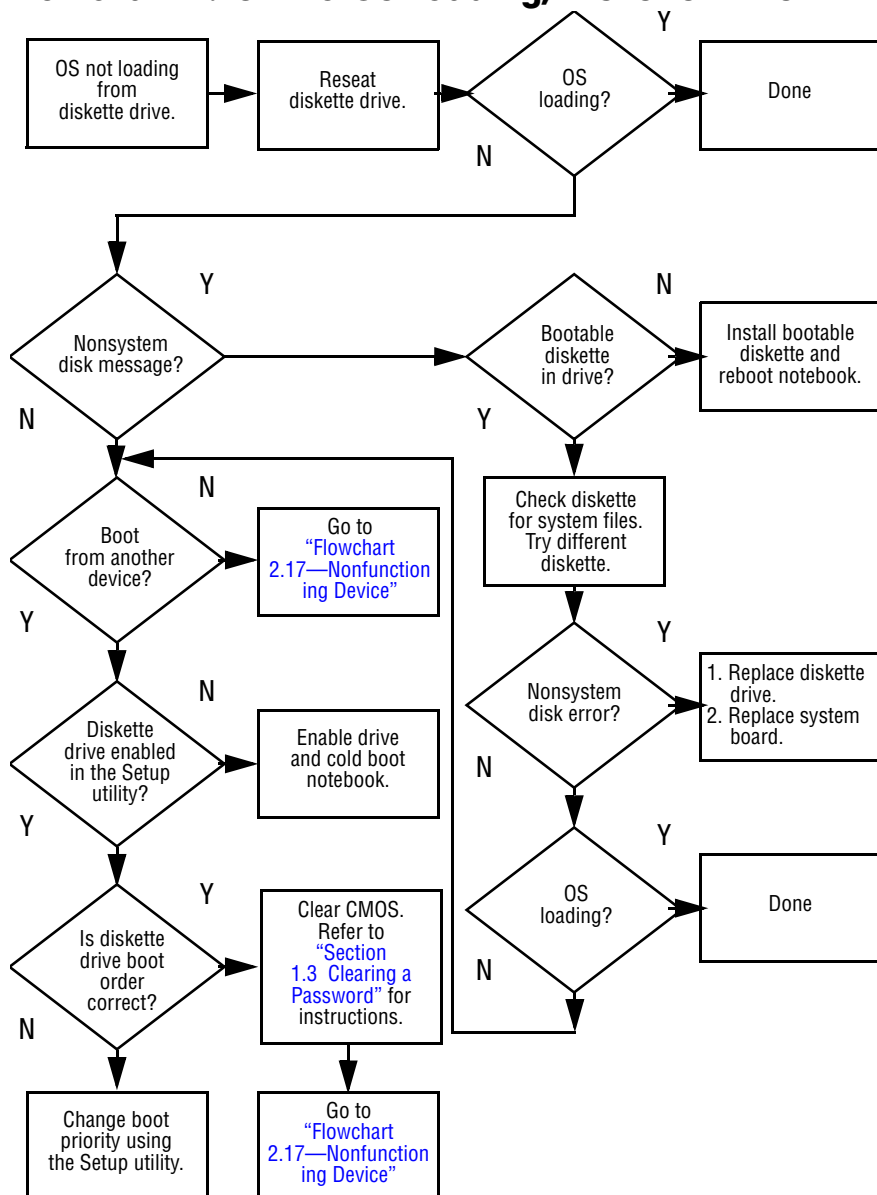 Y
OS not loading
from
diskette drive.
Reseat
diskette drive.
OS
loading?
Done
N
Y
N
Nonsystem
disk message?
Bootable
diskette
in drive?
Install bootable
diskette and
reboot notebook.
N
Y
N
Check diskette
for system files.
Try different
diskette.
Boot
from another
device?
Go to
“Flowchart
2.17—Nonfunction
ing Device”
Y
Y
N
Nonsystem
disk error?
1. Replace diskette
drive.
2. Replace system
board.
Diskette
drive enabled
in the Setup
utility?
Enable drive
and cold boot
notebook.
N
Y
Y
Y
OS
loading?
Done
Is diskette
drive boot
order
correct?
Clear CMOS.
Refer to
“Section
1.3 Clearing a
Password” for
instructions.
N
N
Change boot
priority using
the Setup utility.
Go to
“Flowchart
2.17—Nonfunction
ing Device”